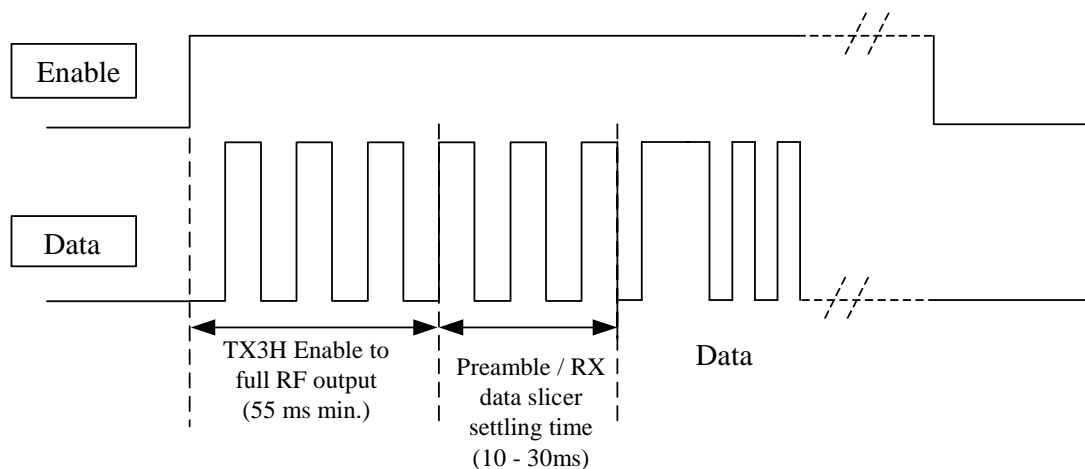 Enable
Data
TX3H Enable to
full RF output
(55 ms min.)
Preamble / RX
data slicer
settling time
(10 - 30ms)
Data